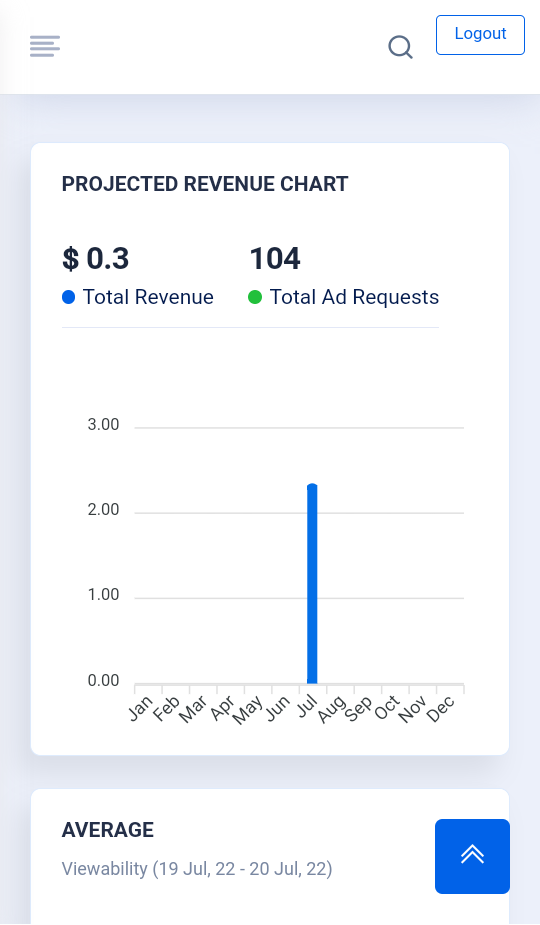 Logout
PROJECTED REVENUE CHART
$ 0.3 104
Total Revenue Total Ad Requests
3.00
2.00
1.00
0.00
Jan Feb Mar Apr May Jun Jul Aug Sep Oct Nov Dec
AVERAGE
Viewability (19 Jul, 22 - 20 Jul, 22)